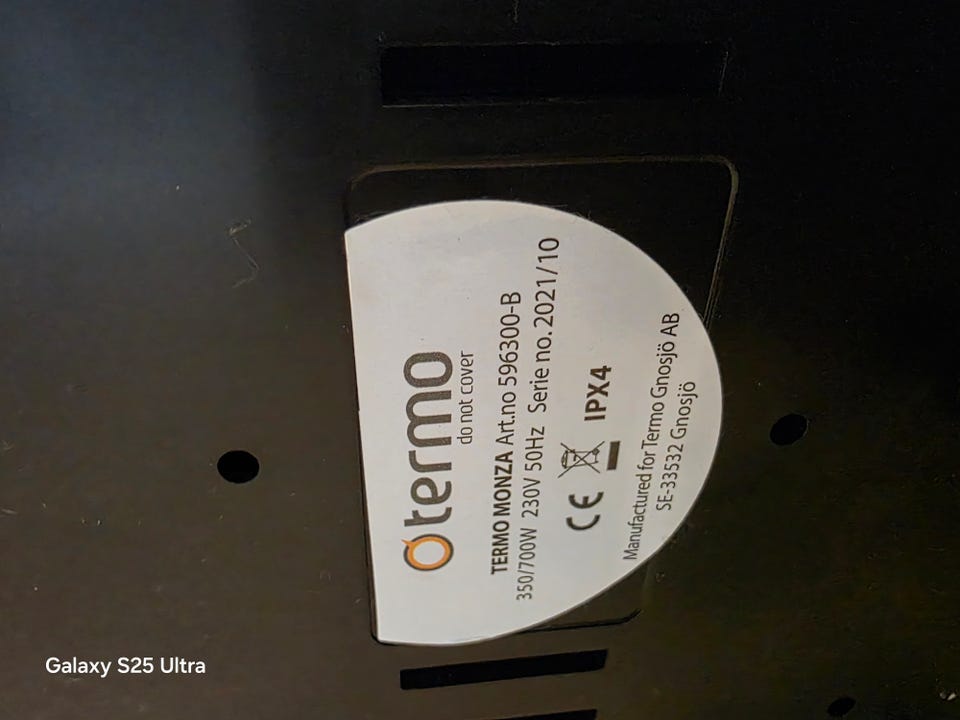 termo
do not cover
TERMO MONZA Art.no 596300-B
350/700W 230V 50Hz Serie no. 2021/10
CE IPX4
Manufactured for Termo Gnosjö AB
SE-33532 Gnosjö
Galaxy S25 Ultra